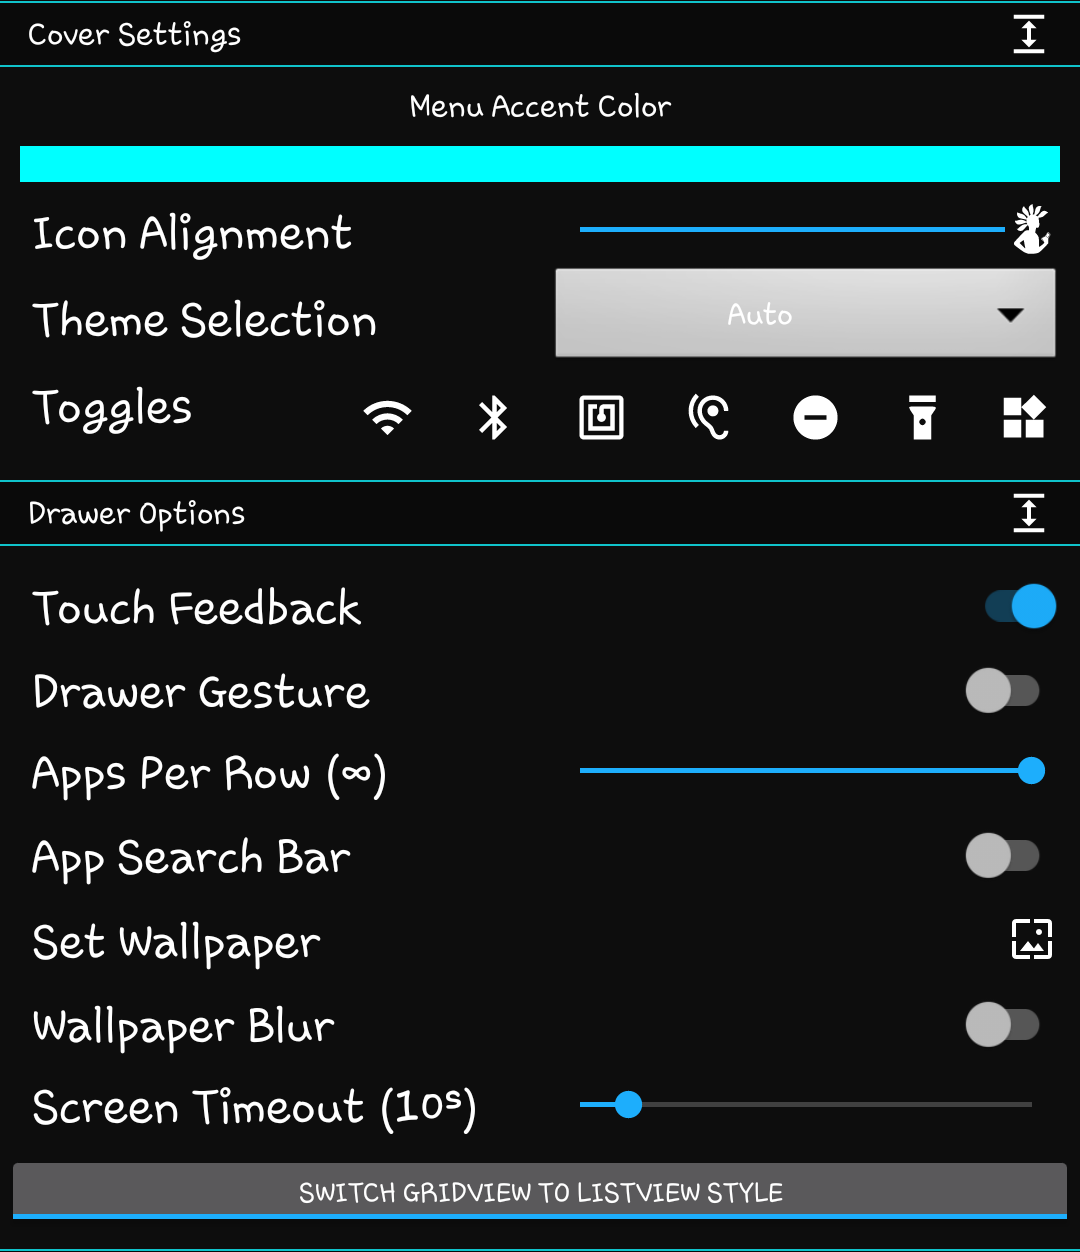 Cover Settings
Menu Accent Color
Icon Alignment
Theme Selection
Auto
Toggles
Drawer Options
Touch Feedback
Drawer Gesture
Apps Per Row (∞)
App Search Bar
Set Wallpaper
Wallpaper Blur
Screen Timeout (10ˢ)
SWITCH GRIDVIEW TO LISTVIEW STYLE